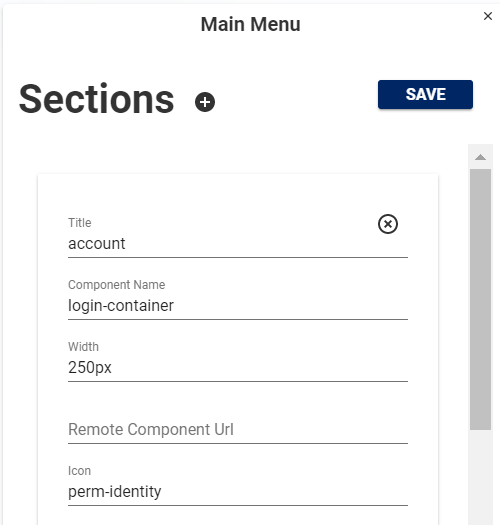 Main Menu
Sections
SAVE
Title
account
Component Name
login-container
Width
250px
Remote Component Url
Icon
perm-identity